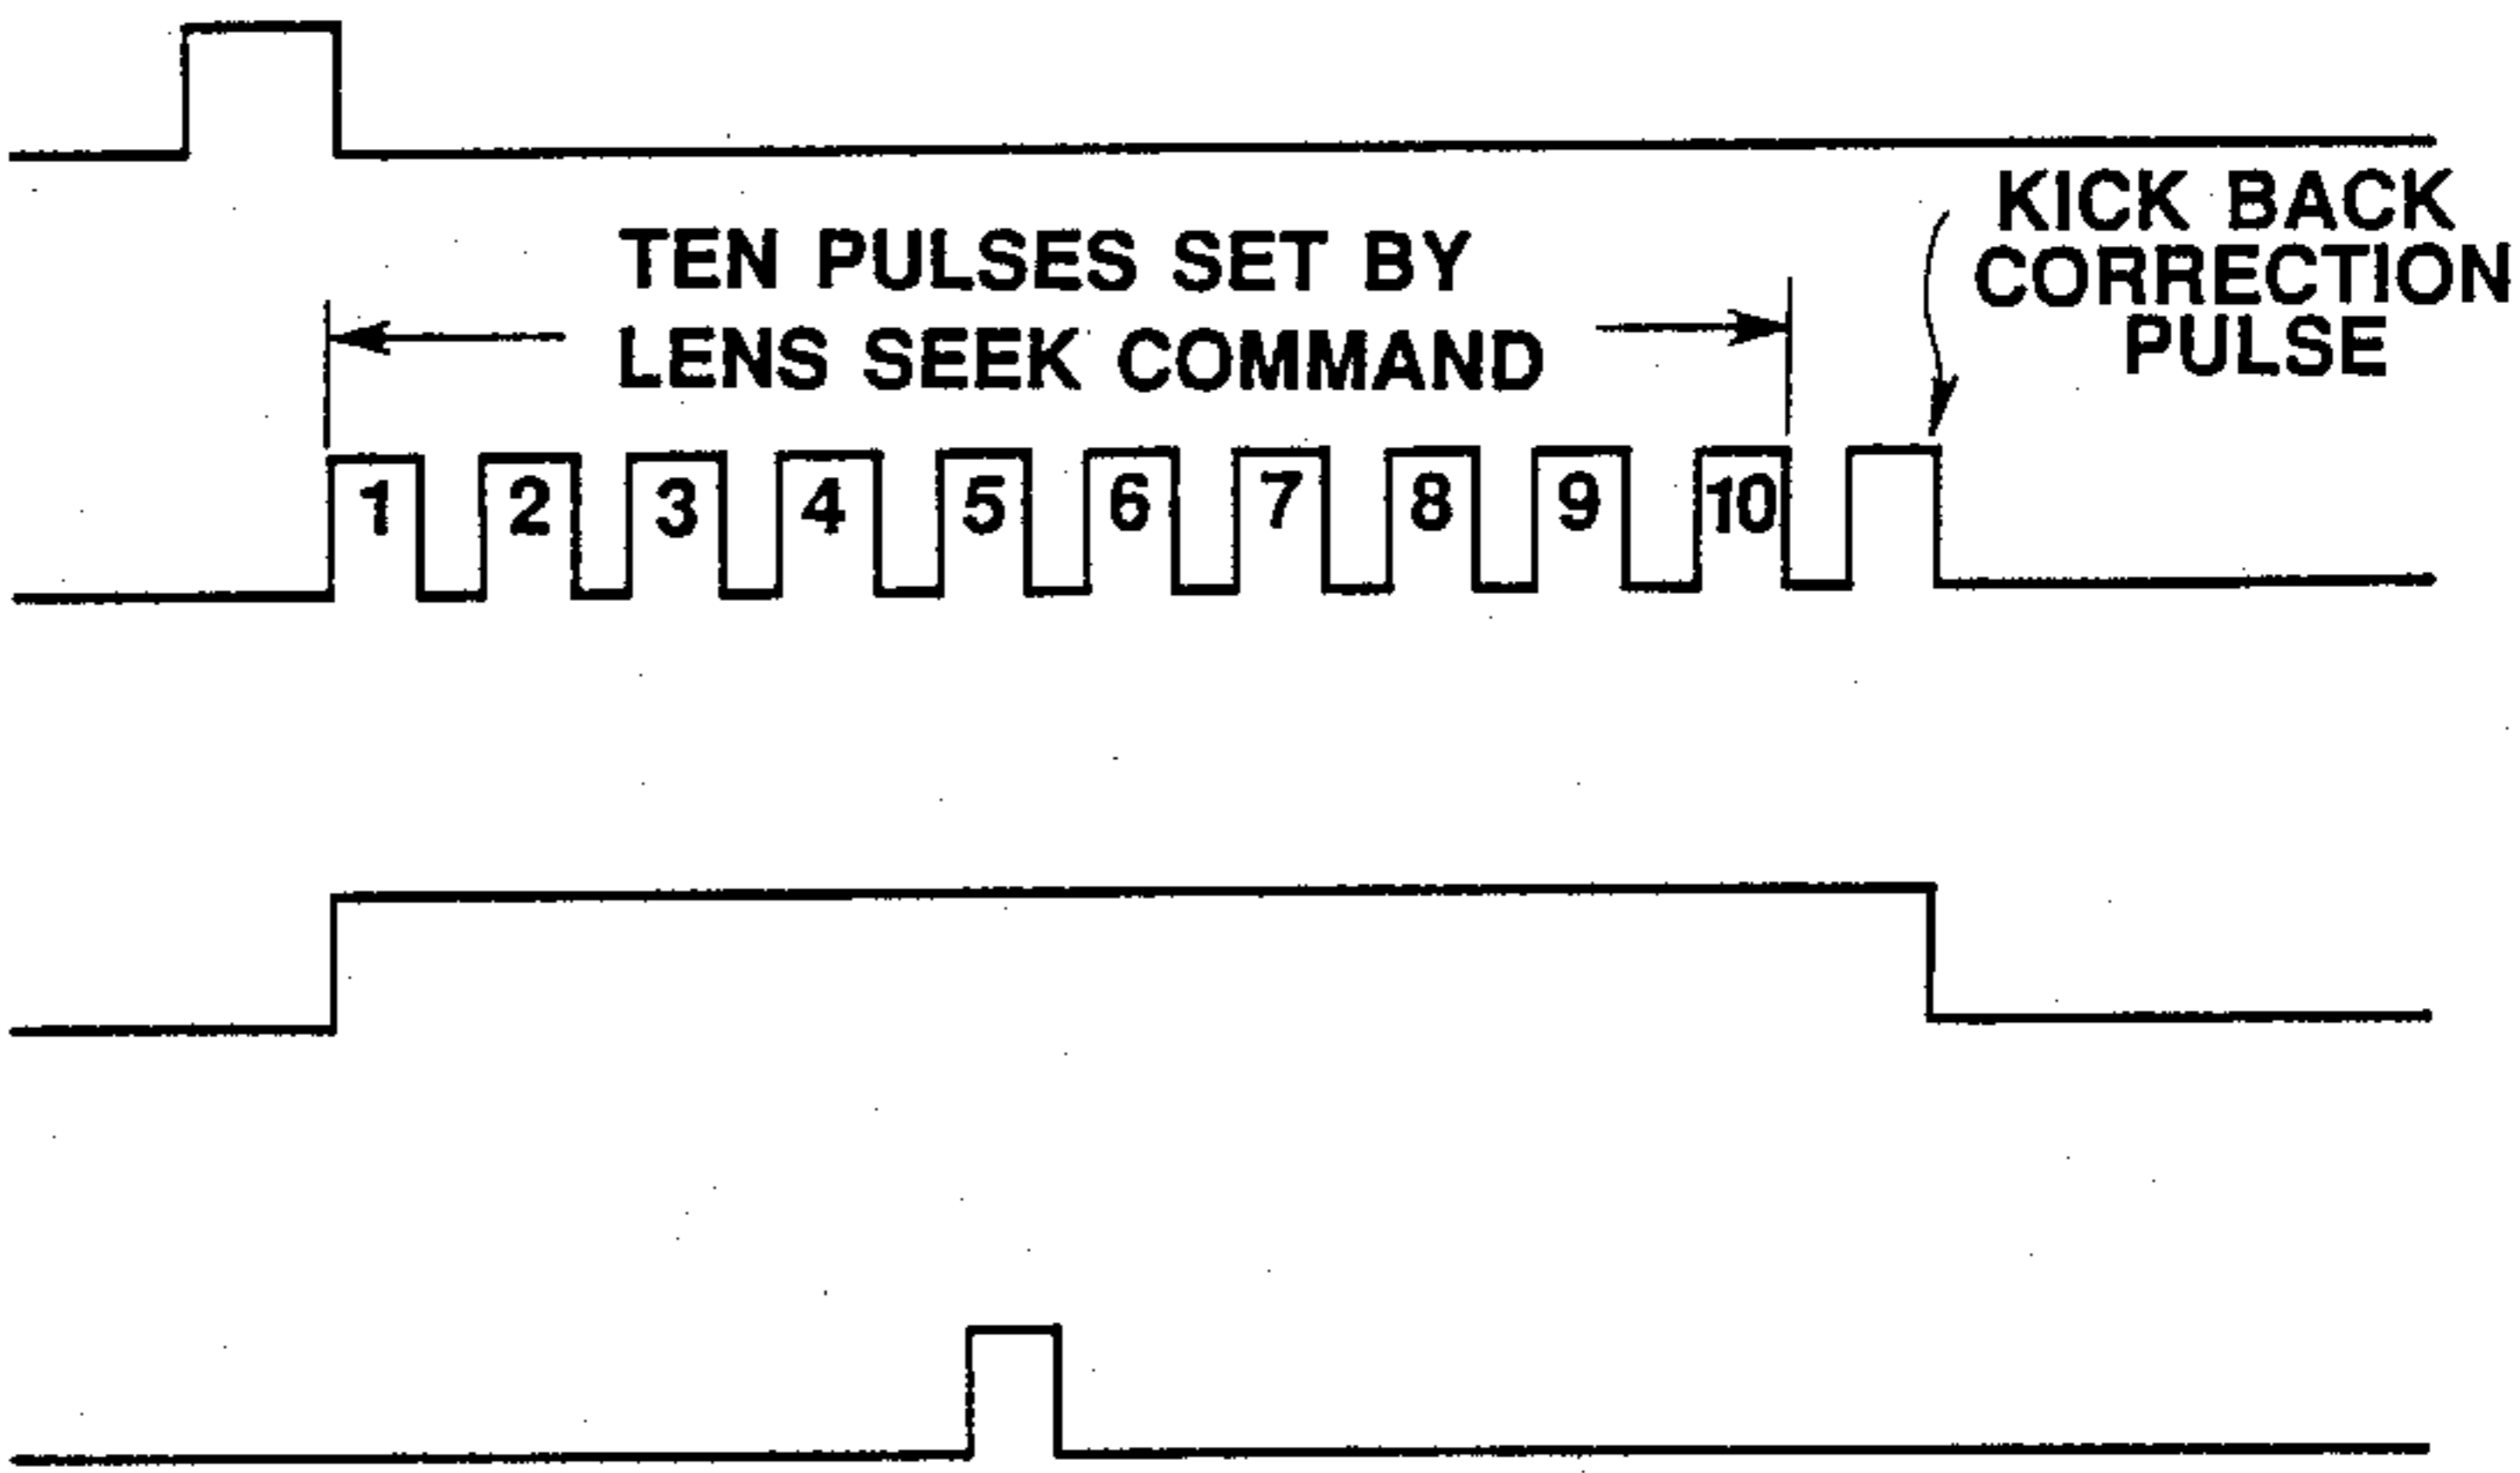 TEN PULSES SET BY
LENS SEEK COMMAND
KICK BACK
CORRECTION
PULSE
1 2 3 4 5 6 7 8 9 10